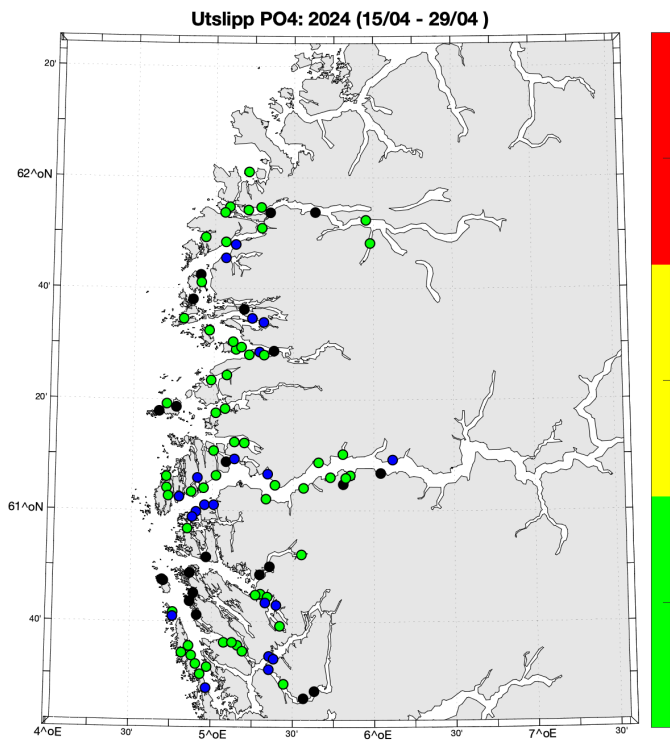 Utslipp PO4: 2024 (15/04 - 29/04 )
20'
62^oN
40'
20'
61^oN
40'
4^oE 30' 5^oE 30' 6^oE 30' 7^oE 30'